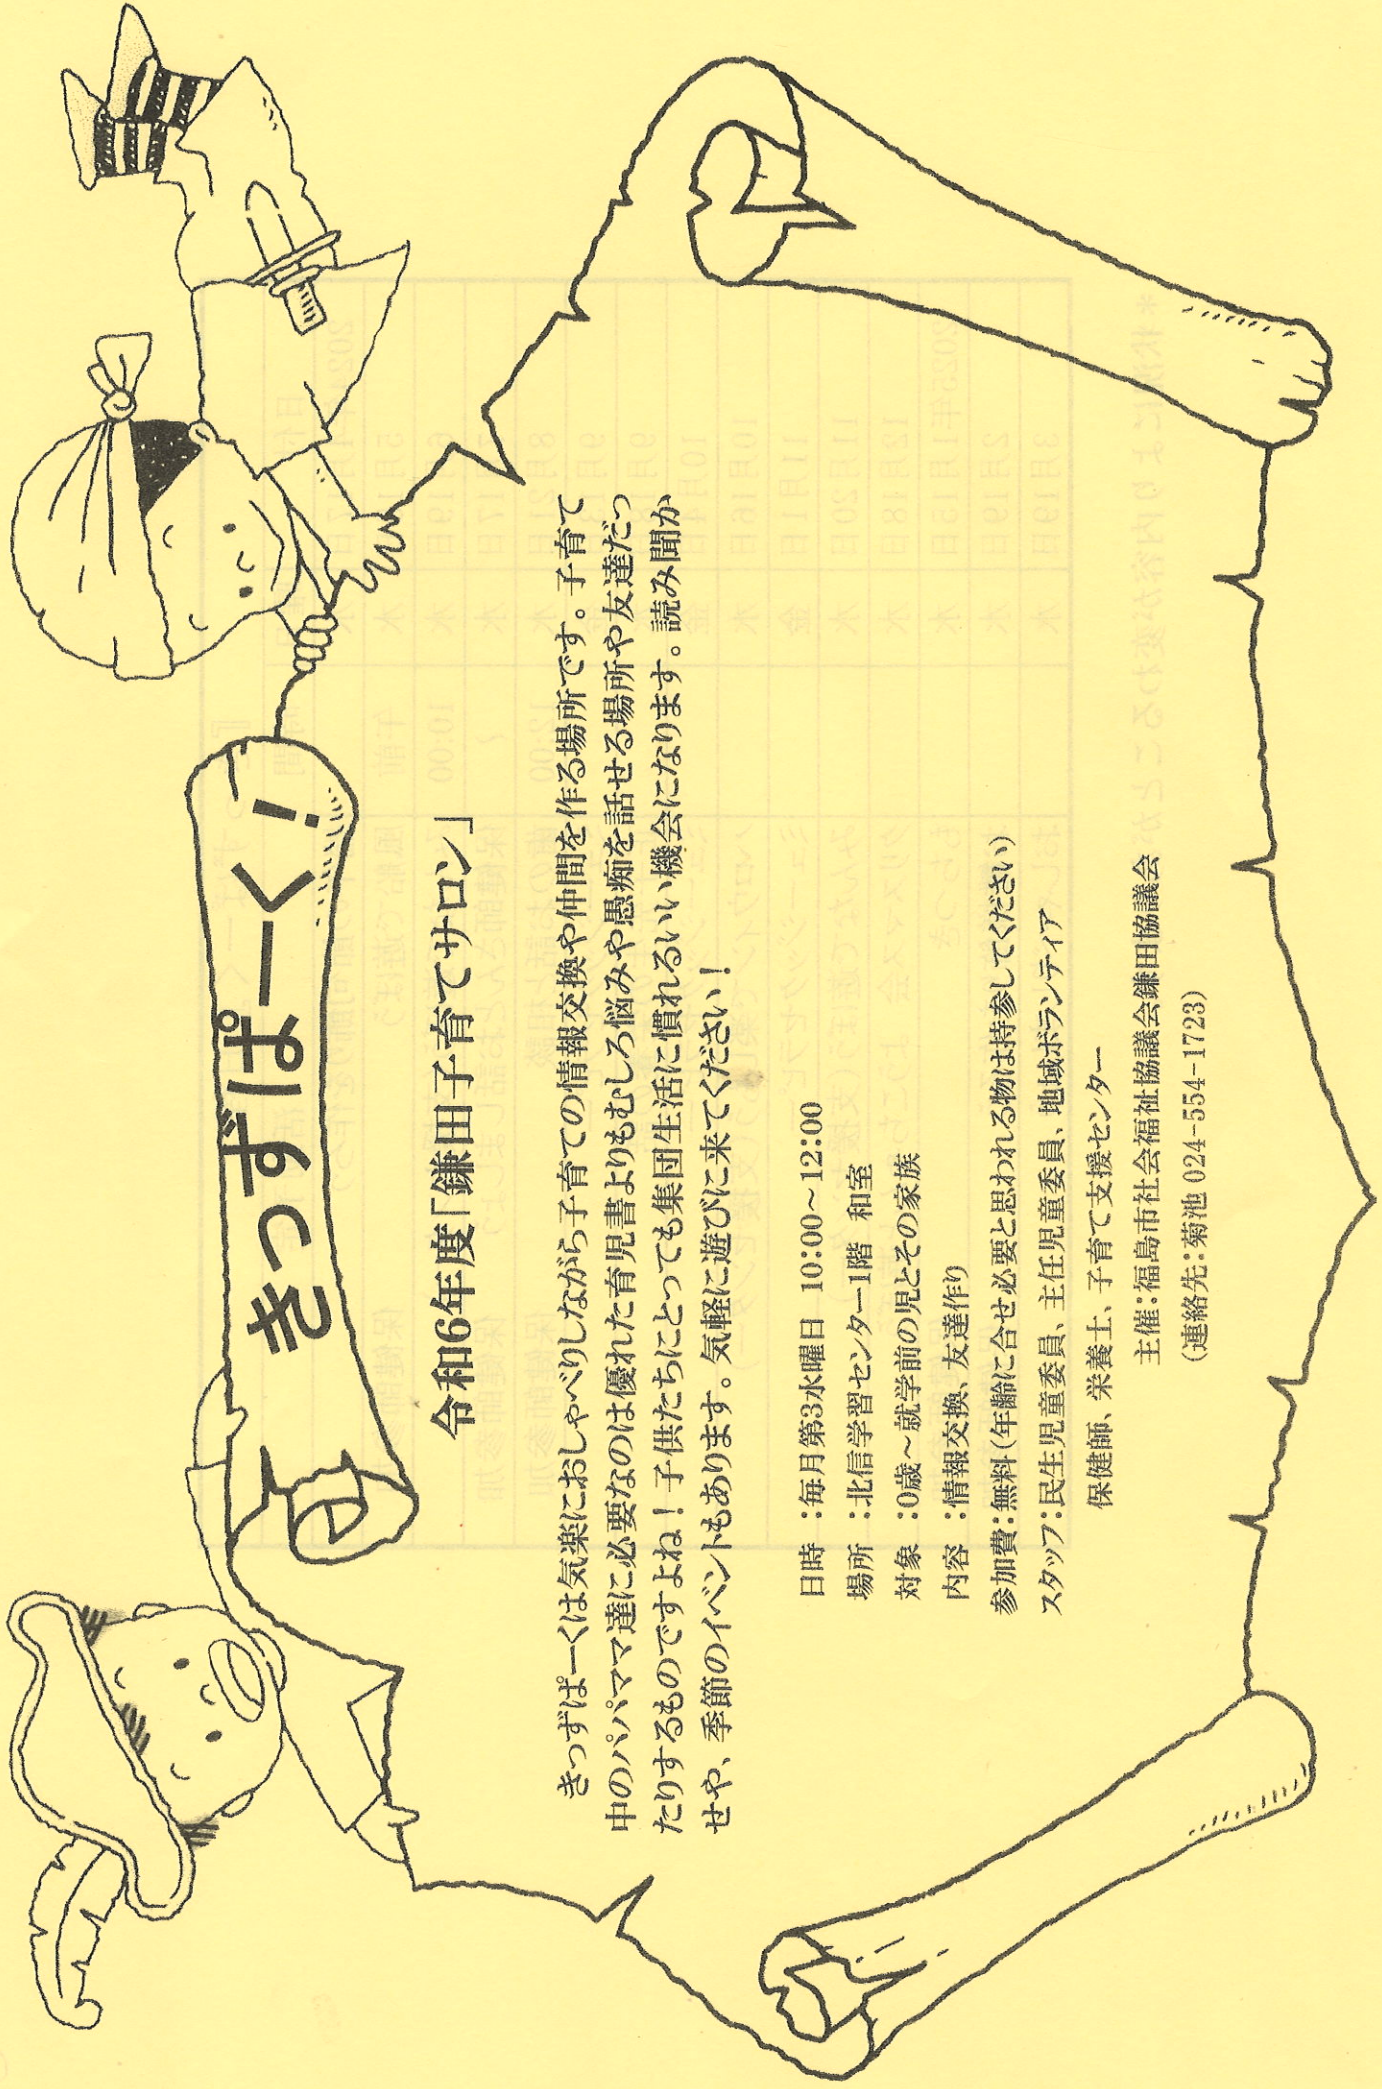 きっずぱーく!
令和6年度「鎌田子育てサロン」
きっずぱーくは気楽におしゃべりしながら子育ての情報交換や仲間を作る場所です。子育て
中のパパママ達に必要なのは優れた育児書よりもむしろ悩みや愚痴を話せる場所や友達だっ
たりするものですよね！子供たちにとっても集団生活に慣れるいい機会になります。読み聞か
せや、季節のイベントもあります。気軽に遊びに来てください！
日時　：毎月第3水曜日　10：00～12：00
場所　：北信学習センター1階　和室
対象　：0歳～就学前の児とその家族
内容　：情報交換、友達作り
参加費：無料（年齢に合せ必要と思われる物は持参してください）
スタッフ：民生児童委員、主任児童委員、地域ボランティア
保健師、栄養士、子育て支援センター
主催：福島市社会福祉協議会鎌田協議会
（連絡先：菊池 024-554-1723）